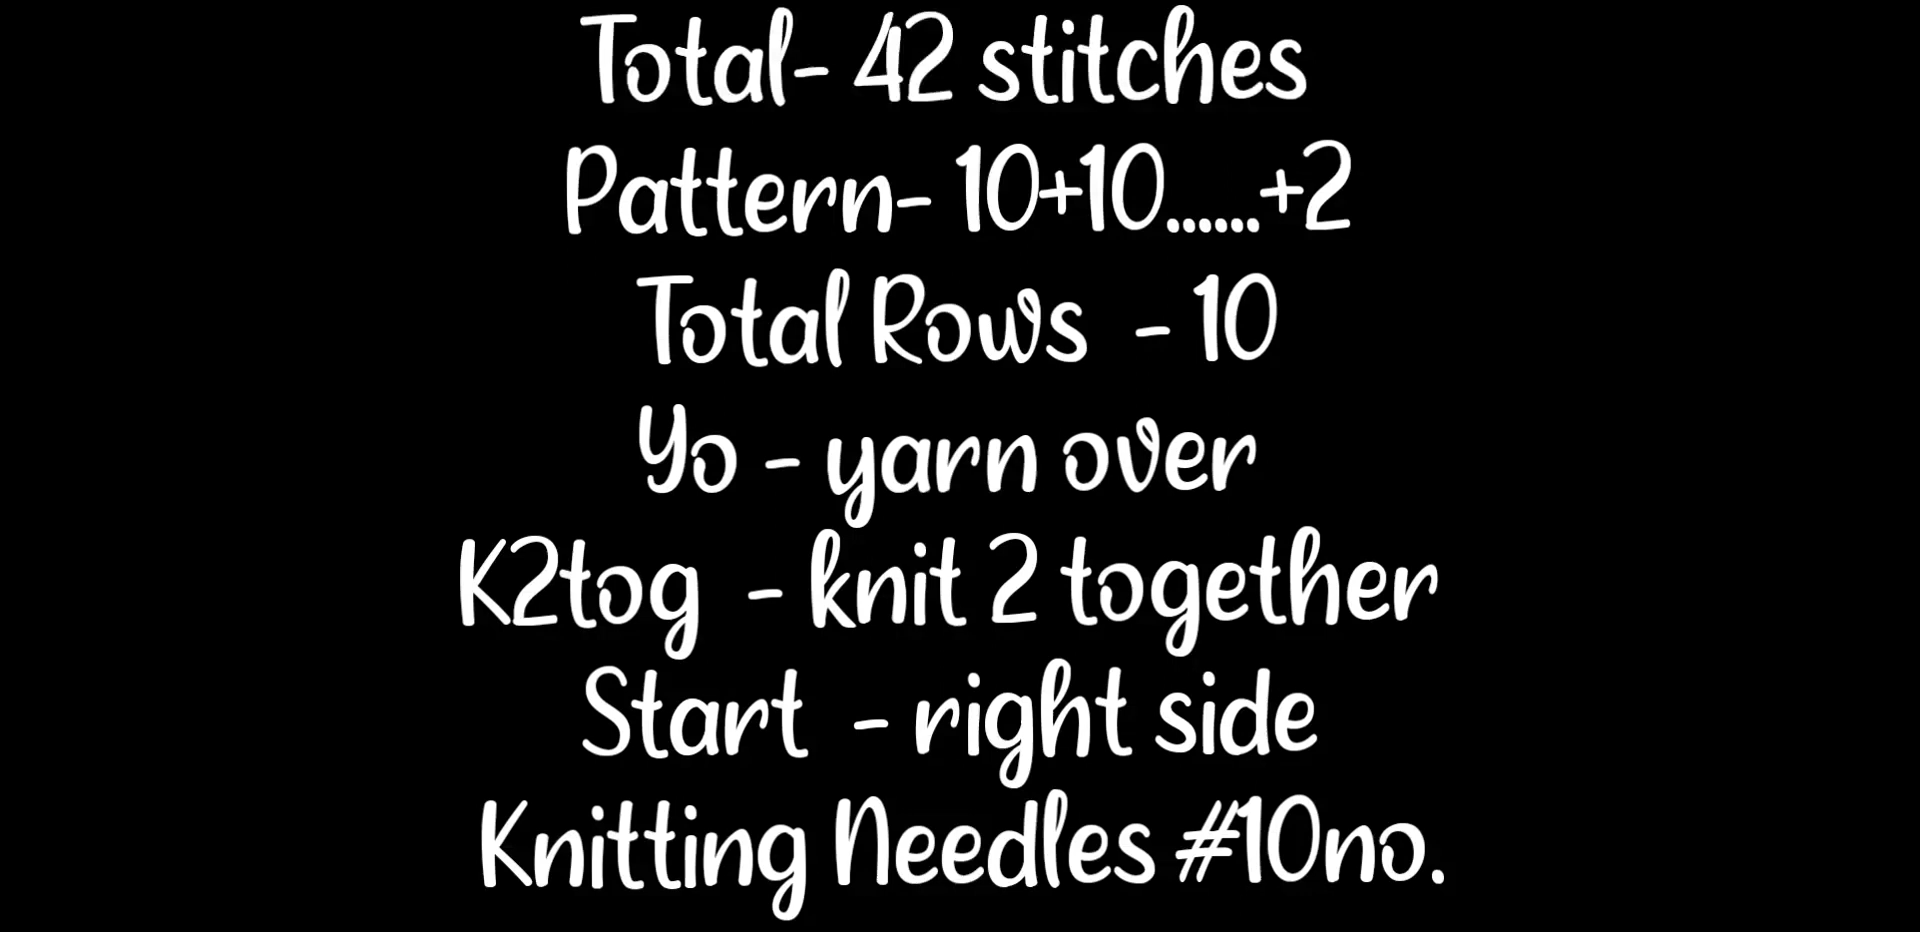 Total- 42 stitches
Pattern- 10+10.......+2
Total Rows - 10
Yo - yarn over
K2tog - knit 2 together
Start - right side
Knitting Needles #10no.